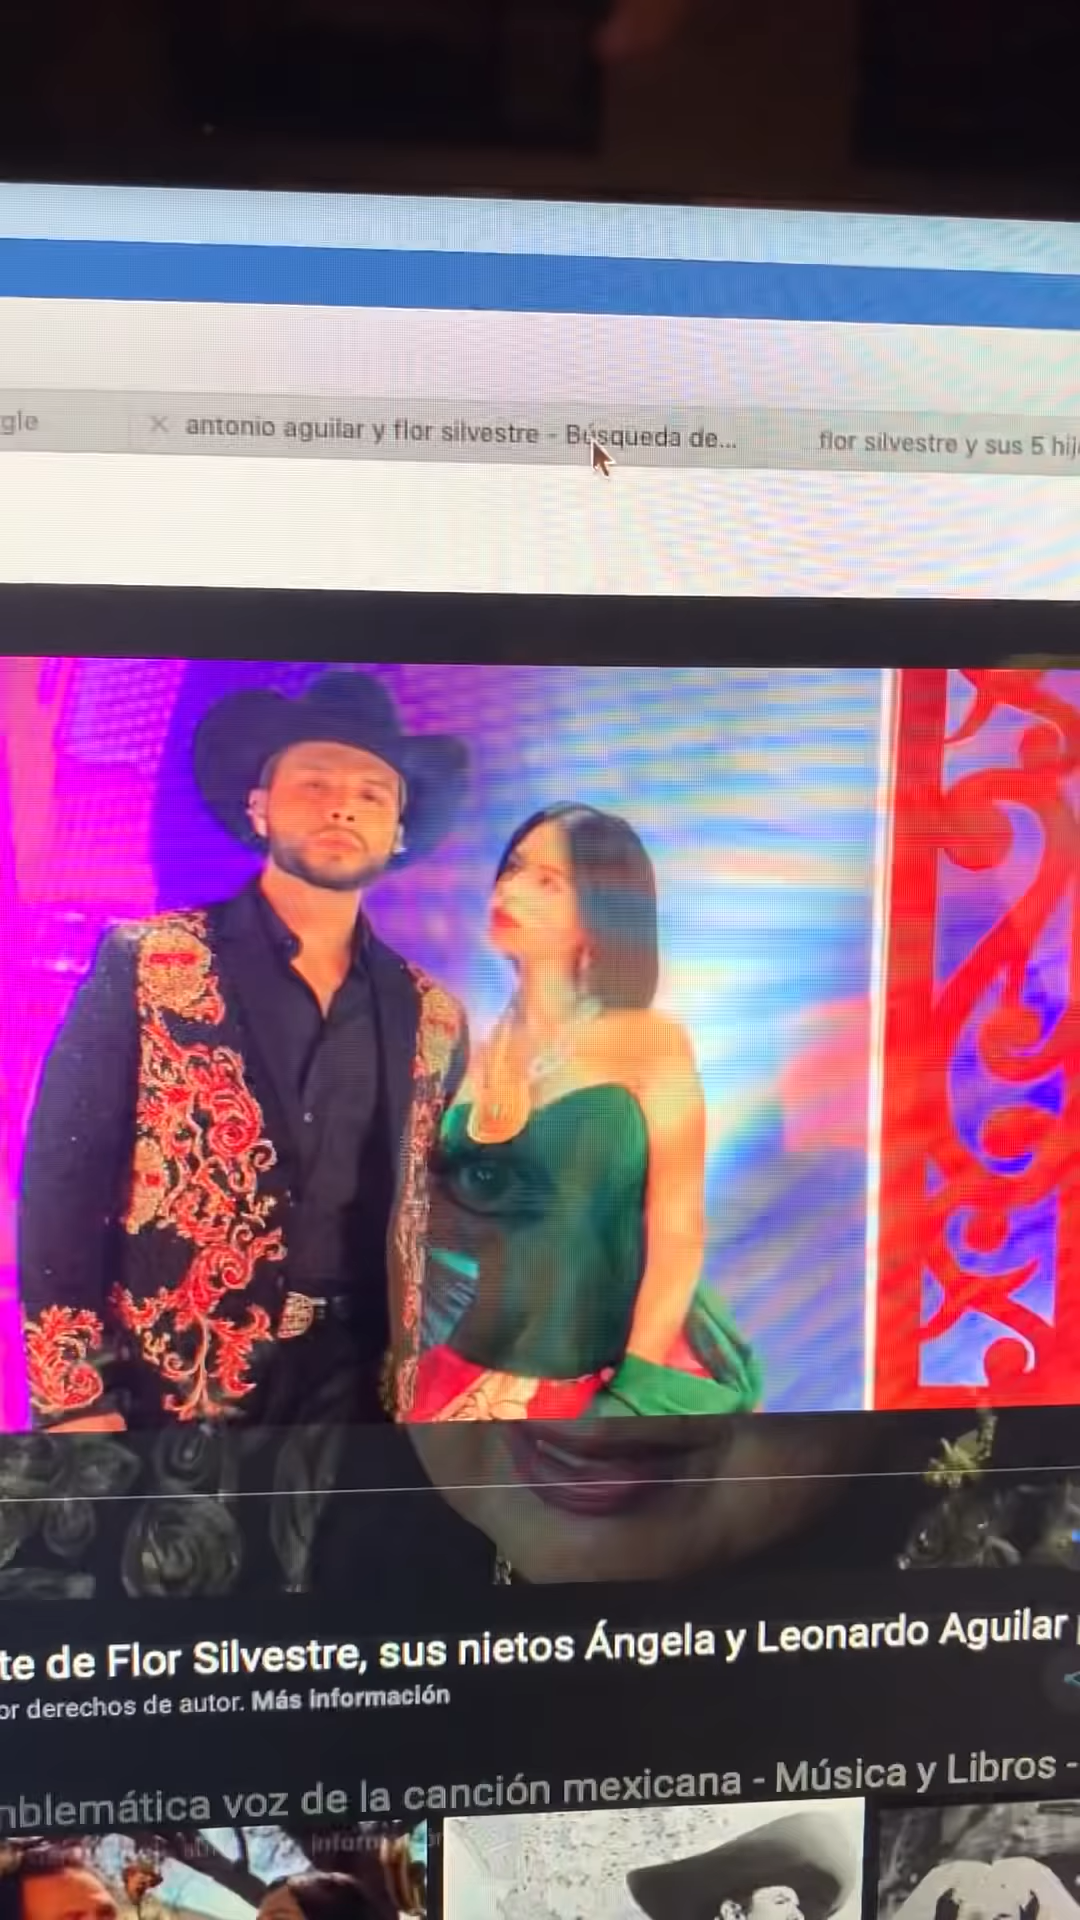 gle
antonio aguilar y flor silvestre - Búsqueda de...
flor silvestre y sus 5 hij
te de Flor Silvestre, sus nietos Ángela y Leonardo Aguilar
or derechos de autor. Más información
nblemática voz de la canción mexicana - Música y Libros -